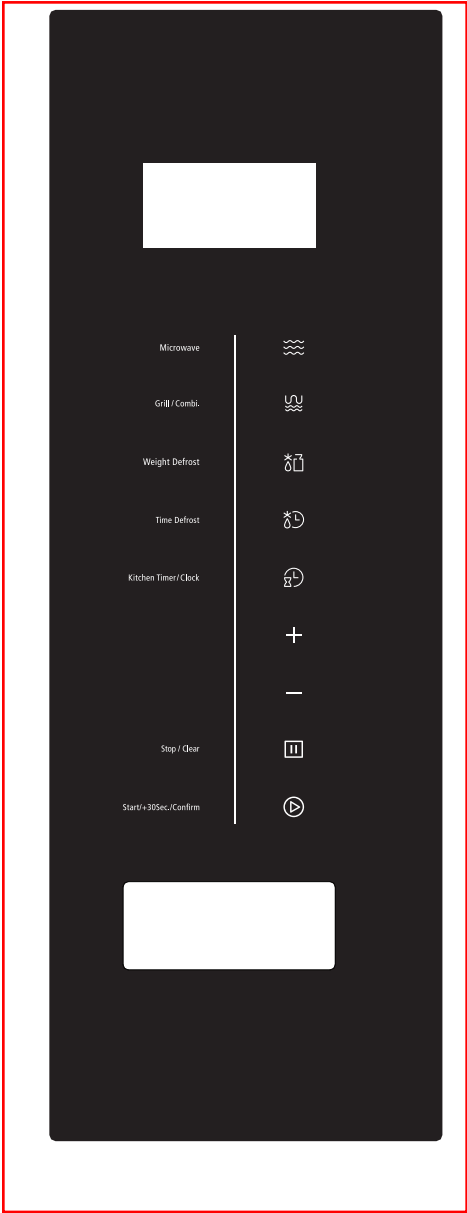 Microwave
Grill / Combi.
Weight Defrost
Time Defrost
Kitchen Timer/Clock
+
−
Stop / Clear
Start/+30Sec./Confirm